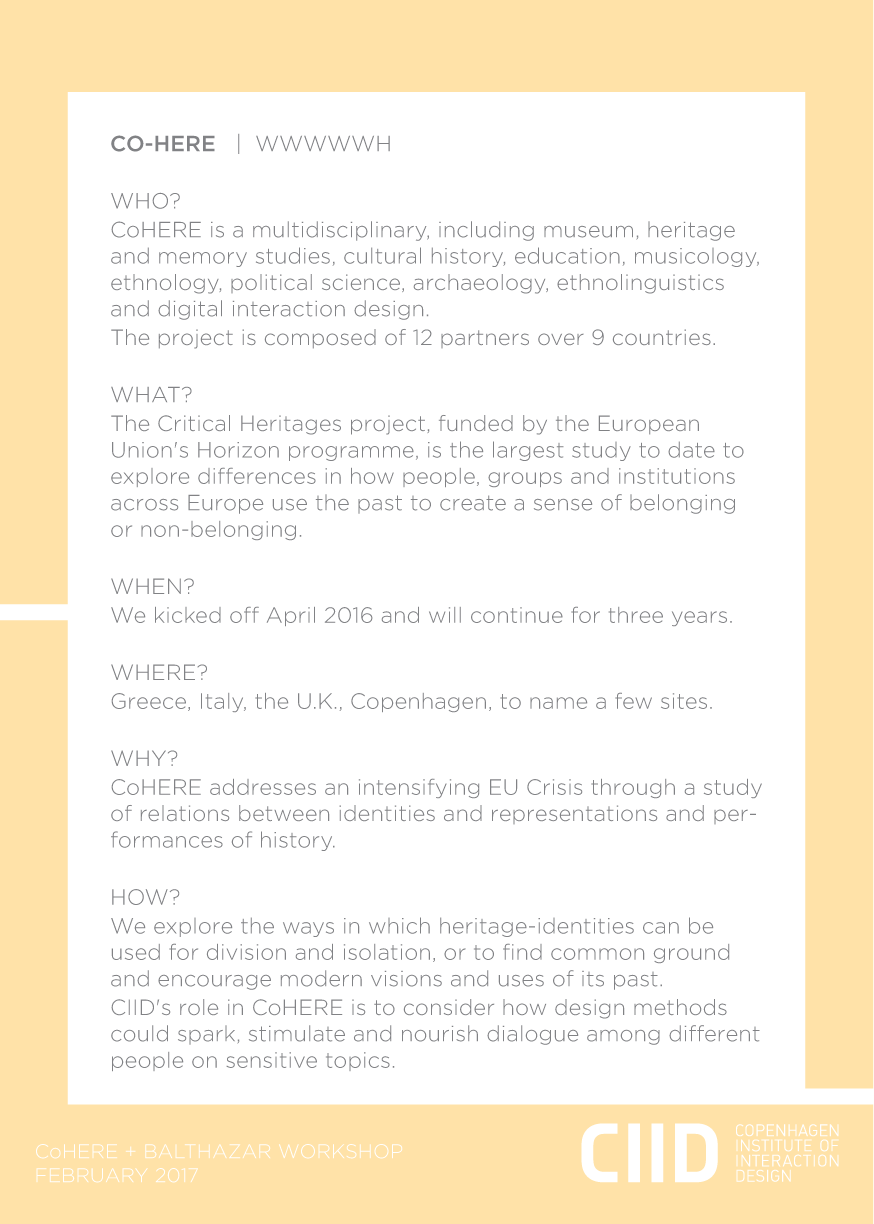 CO-HERE | WWWWWH
WHO?
CoHERE is a multidisciplinary, including museum, heritage
and memory studies, cultural history, education, musicology,
ethnology, political science, archaeology, ethnolinguistics
and digital interaction design.
The project is composed of 12 partners over 9 countries.
WHAT?
The Critical Heritages project, funded by the European
Union's Horizon programme, is the largest study to date to
explore differences in how people, groups and institutions
across Europe use the past to create a sense of belonging
or non-belonging.
WHEN?
We kicked off April 2016 and will continue for three years.
WHERE?
Greece, Italy, the U.K., Copenhagen, to name a few sites.
WHY?
CoHERE addresses an intensifying EU Crisis through a study
of relations between identities and representations and per-
formances of history.
HOW?
We explore the ways in which heritage-identities can be
used for division and isolation, or to find common ground
and encourage modern visions and uses of its past.
CIID's role in CoHERE is to consider how design methods
could spark, stimulate and nourish dialogue among different
people on sensitive topics.
CoHERE + BALTHAZAR WORKSHOP
FEBRUARY 2017
CIID
COPENHAGEN
INSTITUTE OF
INTERACTION
DESIGN